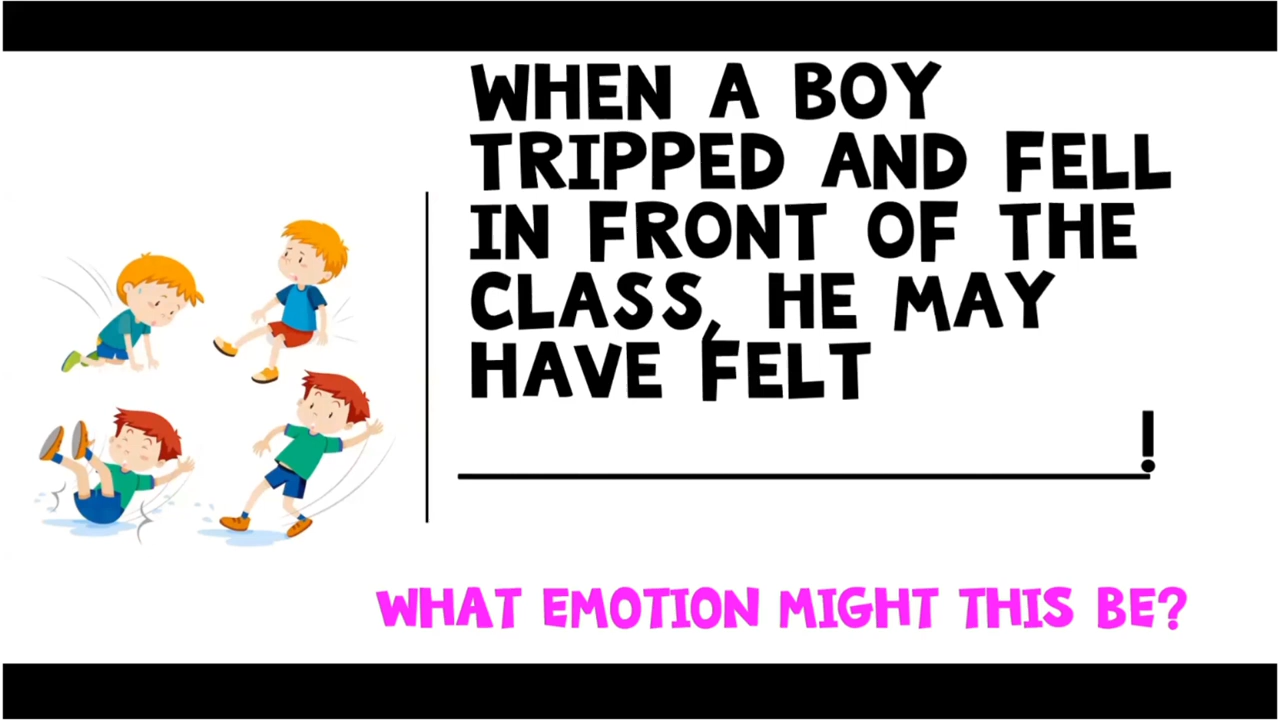 WHEN A BOY
TRIPPED AND FELL
IN FRONT OF THE
CLASS, HE MAY
HAVE FELT
!
WHAT EMOTION MIGHT THIS BE?